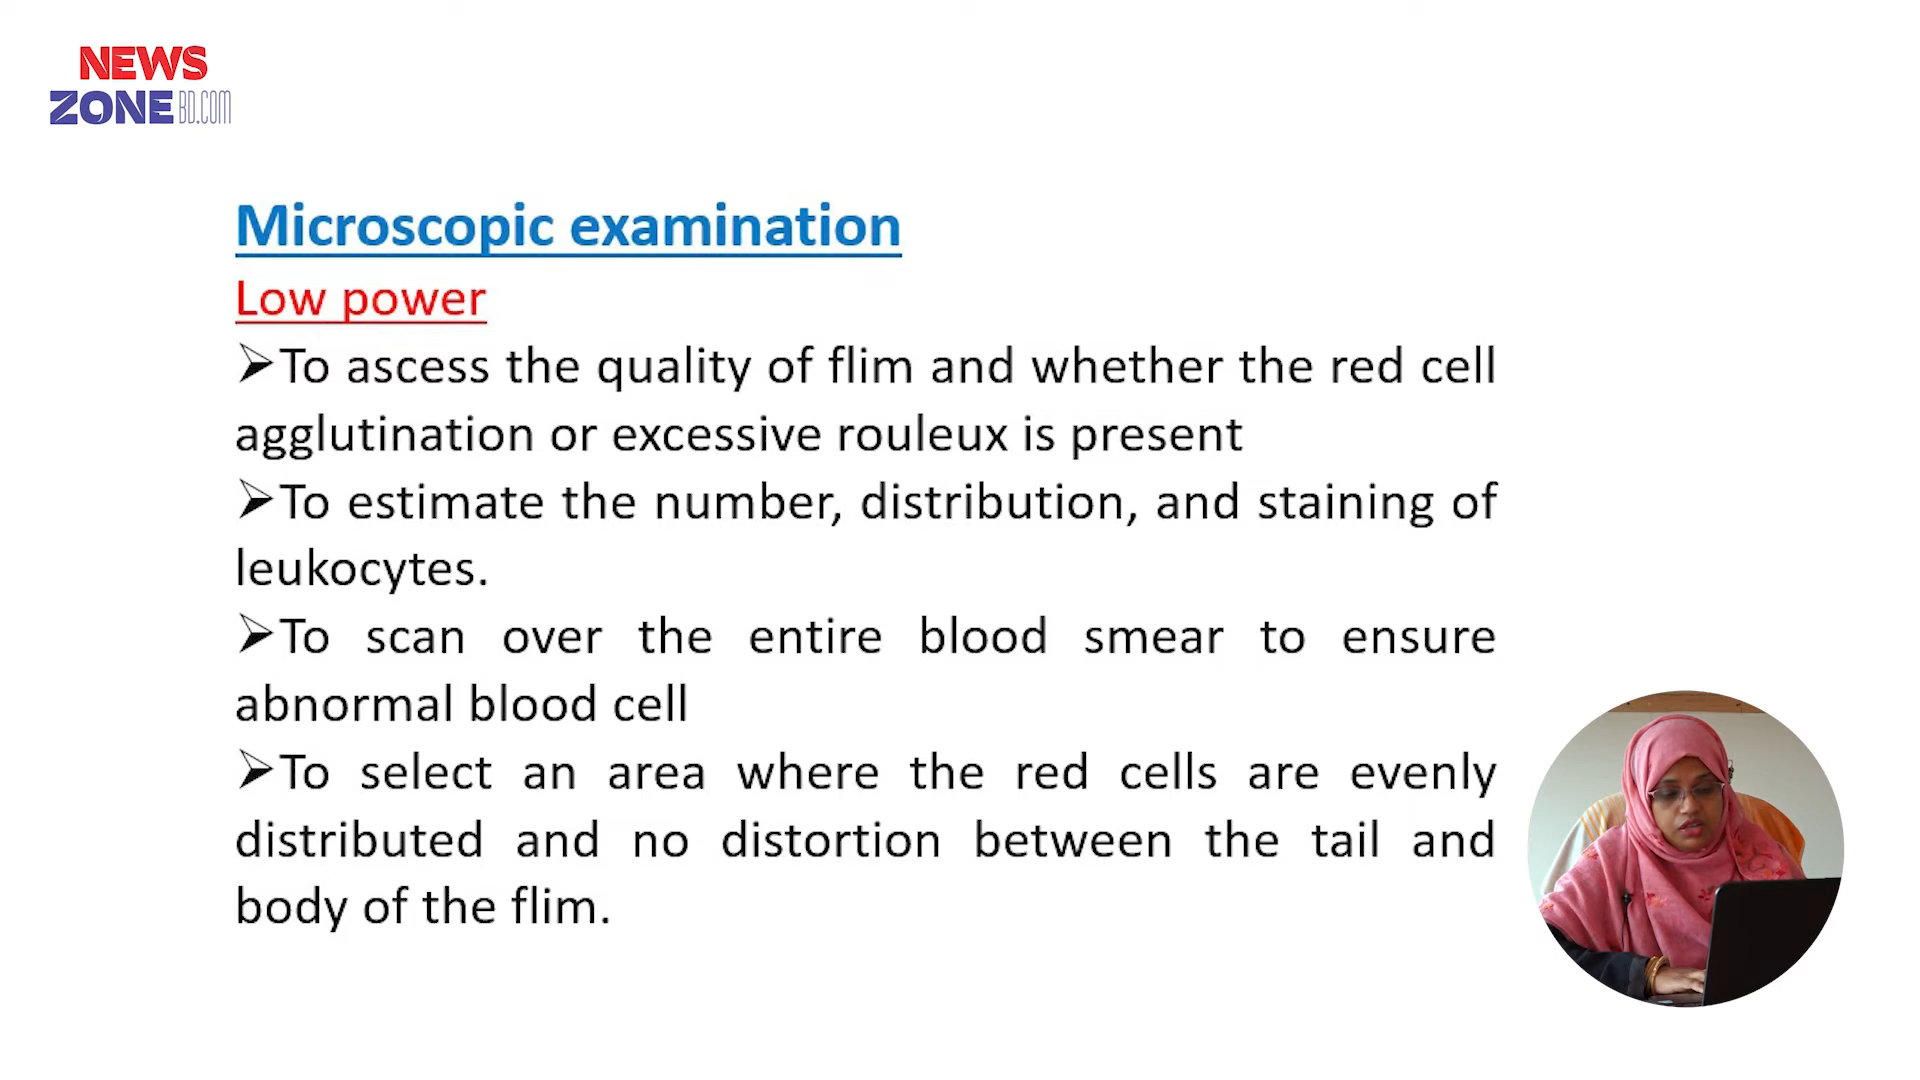 NEWS
ZONE BD.COM
Microscopic examination
Low power
➢To ascess the quality of flim and whether the red cell
agglutination or excessive rouleux is present
➢To estimate the number, distribution, and staining of
leukocytes.
➢To scan over the entire blood smear to ensure
abnormal blood cell
➢To select an area where the red cells are evenly
distributed and no distortion between the tail and
body of the flim.